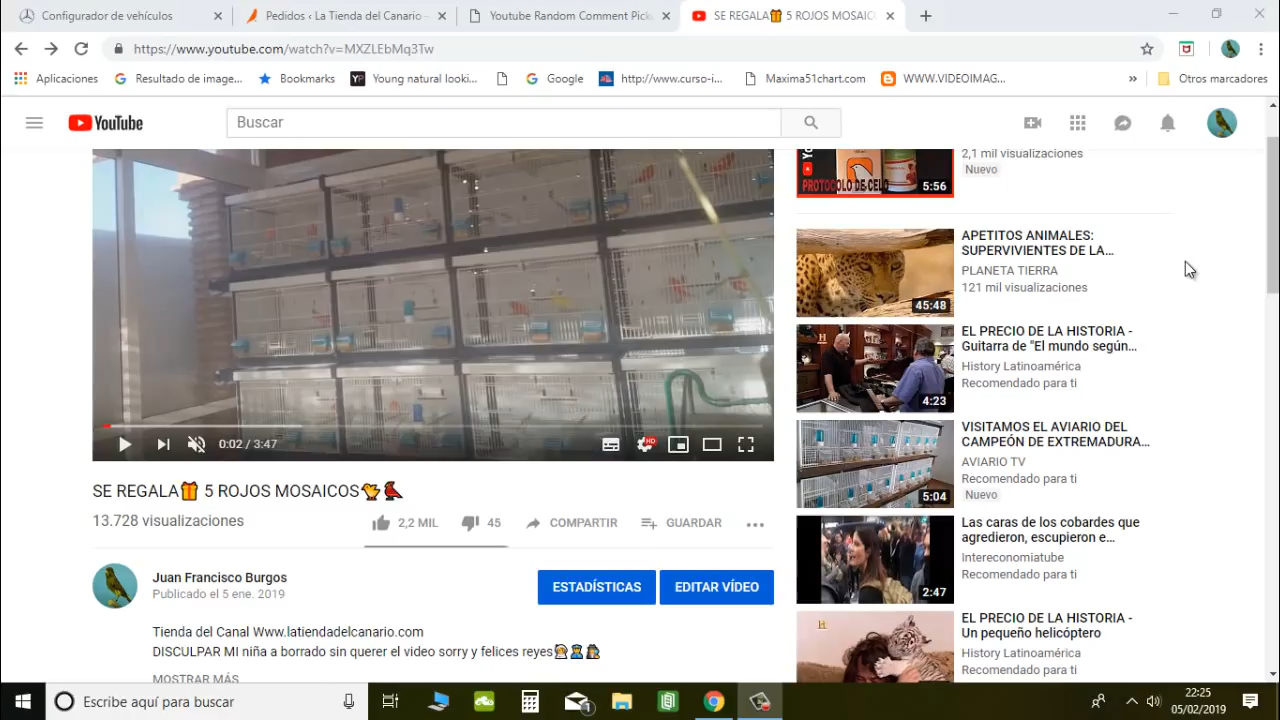 Configurador de vehículos
Pedidos ‹ La Tienda del Canario –
Youtube Random Comment Pick
SE REGALA🎁 5 ROJOS MOSAIC
https://www.youtube.com/watch?v=MXZLEbMq3Tw
Aplicaciones
Resultado de image...
Bookmarks
Young natural looki...
Google
http://www.curso-i...
Maxima51chart.com
WWW.VIDEOIMAG...
»
Otros marcadores
YouTube
Buscar
PROTOCOLO DE CELO
5:56
2,1 mil visualizaciones
Nuevo
45:48
APETITOS ANIMALES:
SUPERVIVIENTES DE LA...
PLANETA TIERRA
121 mil visualizaciones
4:23
EL PRECIO DE LA HISTORIA -
Guitarra de "El mundo según...
History Latinoamérica
Recomendado para ti
5:04
VISITAMOS EL AVIARIO DEL
CAMPEÓN DE EXTREMADURA...
AVIARIO TV
Recomendado para ti
Nuevo
2:47
Las caras de los cobardes que
agredieron, escupieron e...
Intereconomiatube
Recomendado para ti
EL PRECIO DE LA HISTORIA -
Un pequeño helicóptero
History Latinoamérica
Recomendado para ti
0:02 / 3:47
HD
SE REGALA🎁 5 ROJOS MOSAICOS🐤🐦
13.728 visualizaciones
2,2 MIL
45
COMPARTIR
GUARDAR
Juan Francisco Burgos
Publicado el 5 ene. 2019
ESTADÍSTICAS
EDITAR VÍDEO
Tienda del Canal Www.latiendadelcanario.com
DISCULPAR MI niña a borrado sin querer el video sorry y felices reyes
MOSTRAR MÁS
Escribe aquí para buscar
1
22:25
05/02/2019